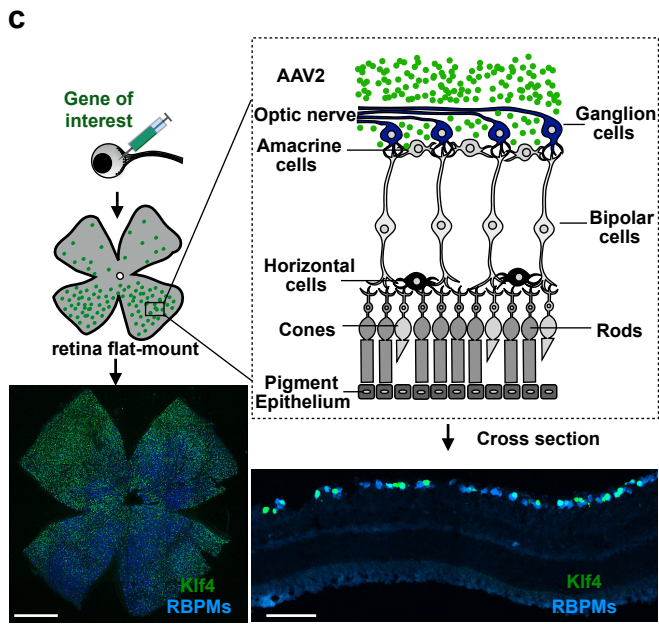 c
Gene of
interest
retina flat-mount
AAV2
Optic nerve
Amacrine
cells
Ganglion
cells
Bipolar
cells
Horizontal
cells
Cones
Rods
Pigment
Epithelium
Cross section
Klf4
RBPMs
Klf4
RBPMs